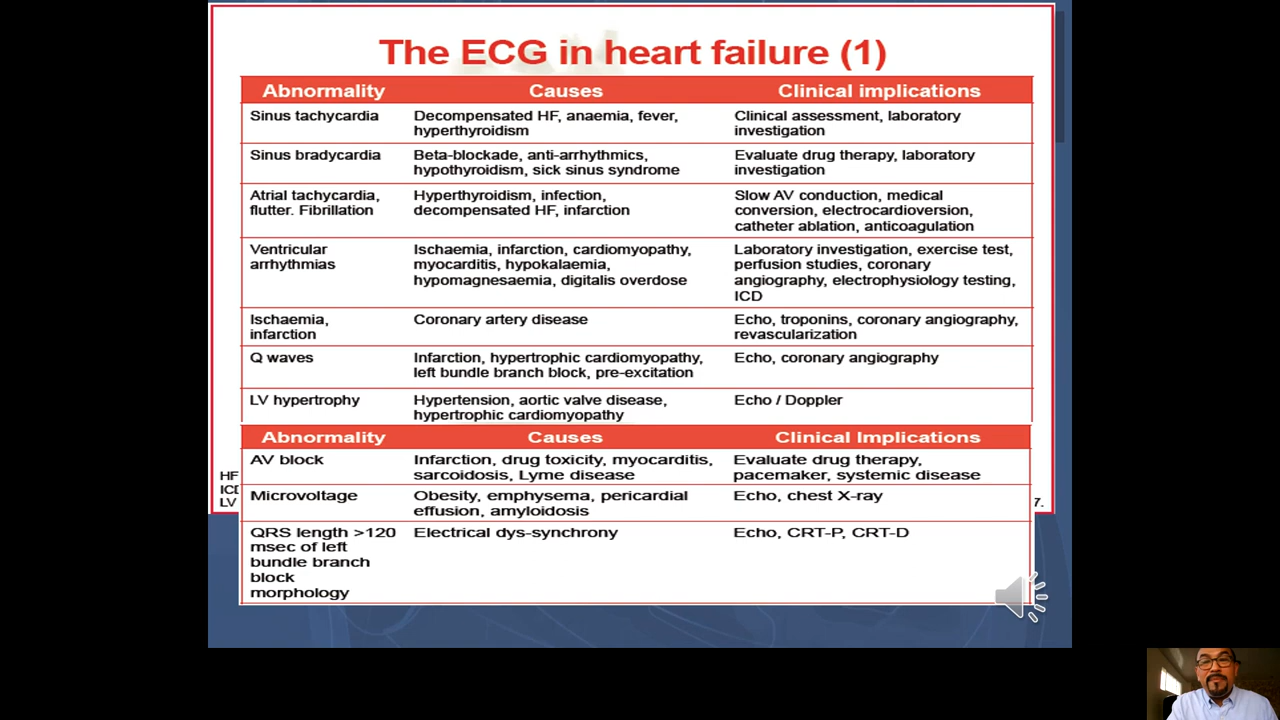 The ECG in heart failure (1)
Abnormality Causes Clinical implications
Sinus tachycardia Decompensated HF, anaemia, fever, Clinical assessment, laboratory
hyperthyroidism investigation
Sinus bradycardia Beta-blockade, anti-arrhythmics, Evaluate drug therapy, laboratory
hypothyroidism, sick sinus syndrome investigation
Atrial tachycardia, Hyperthyroidism, infection, Slow AV conduction, medical
flutter. Fibrillation decompensated HF, infarction conversion, electrocardioversion,
catheter ablation, anticoagulation
Ventricular Ischaemia, infarction, cardiomyopathy, Laboratory investigation, exercise test,
arrhythmias myocarditis, hypokalaemia, perfusion studies, coronary
hypomagnesaemia, digitalis overdose angiography, electrophysiology testing,
ICD
Ischaemia, Coronary artery disease Echo, troponins, coronary angiography,
infarction revascularization
Q waves Infarction, hypertrophic cardiomyopathy, Echo, coronary angiography
left bundle branch block, pre-excitation
LV hypertrophy Hypertension, aortic valve disease, Echo / Doppler
hypertrophic cardiomyopathy
Abnormality Causes Clinical Implications
AV block Infarction, drug toxicity, myocarditis, Evaluate drug therapy,
sarcoidosis, Lyme disease pacemaker, systemic disease
HF
Microvoltage Obesity, emphysema, pericardial Echo, chest X-ray
effusion, amyloidosis
LV 7.
QRS length >120 Electrical dys-synchrony Echo, CRT-P, CRT-D
msec of left
bundle branch
block
morphology